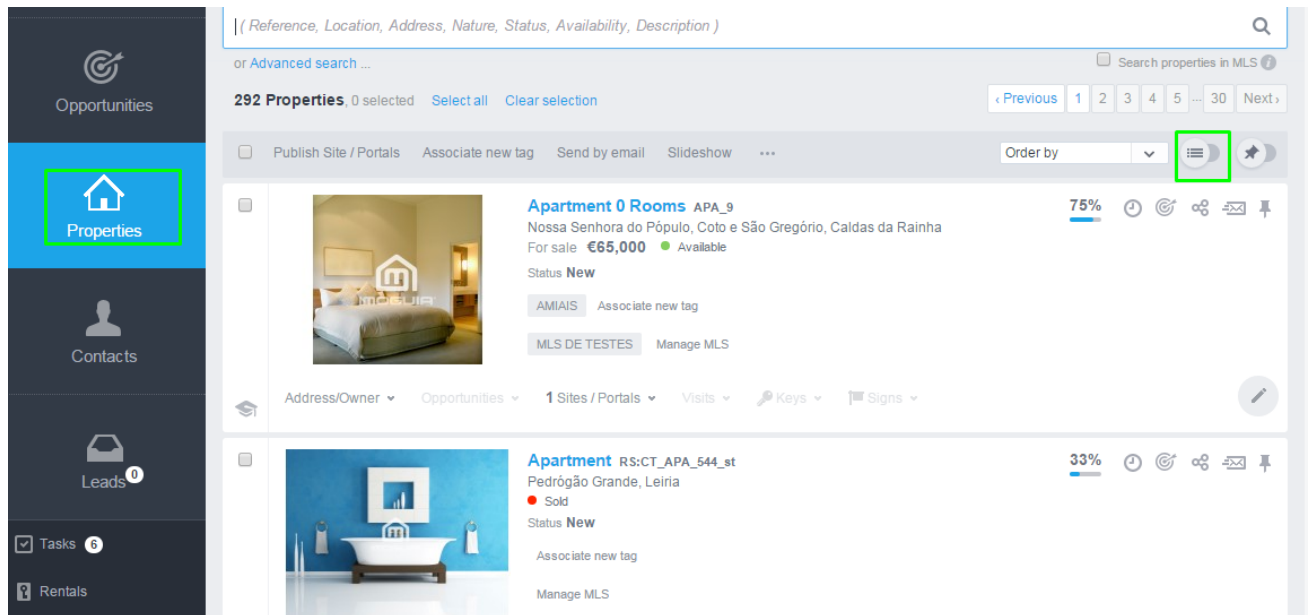 ( Reference, Location, Address, Nature, Status, Availability, Description )
or Advanced search ...
Search properties in MLS i
292 Properties, 0 selected Select all Clear selection
‹ Previous 1 2 3 4 5 ... 30 Next ›
Publish Site / Portals Associate new tag Send by email Slideshow ...
Order by
Opportunities
Properties
Contacts
Leads 0
Tasks 6
Rentals
Apartment 0 Rooms APA_9
75%
Nossa Senhora do Pópulo, Coto e São Gregório, Caldas da Rainha
For sale €65,000 Available
Status New
AMIAIS Associate new tag
MLS DE TESTES Manage MLS
Address/Owner Opportunities 1 Sites / Portals Visits Keys Signs
Apartment RS:CT_APA_544_st
33%
Pedrógão Grande, Leiria
Sold
Status New
Associate new tag
Manage MLS